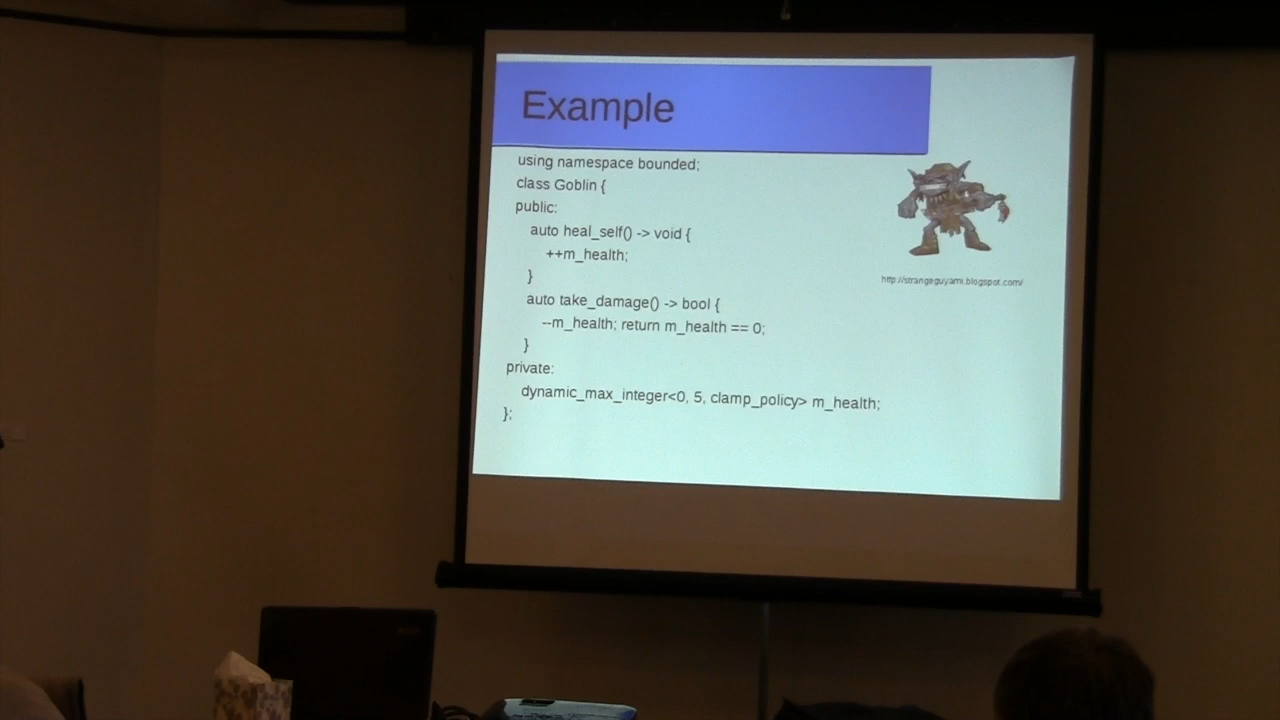 Example
using namespace bounded;
class Goblin {
public:
auto heal_self() -> void {
++m_health;
}
auto take_damage() -> bool {
--m_health; return m_health == 0;
}
private:
dynamic_max_integer<0, 5, clamp_policy> m_health;
};
http://strangeguyami.blogspot.com/